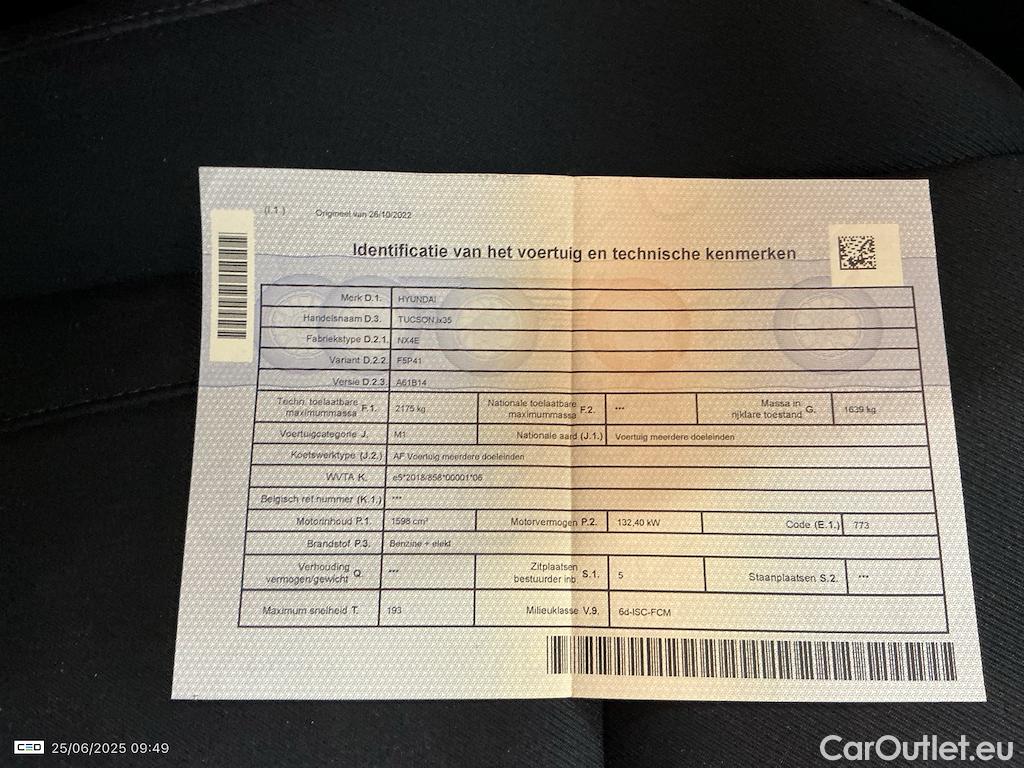 (i.1) Origineel van 26/10/2022
Identificatie van het voertuig en technische kenmerken
Merk D.1. HYUNDAI
Handelsnaam D.3. TUCSON,ix35
Fabriekstype D.2.1. NX4E
Variant D.2.2. F5P41
Versie D.2.3. A61B14
Techn. toelaatbare maximummassa F.1. 2175 kg Nationale toelaatbare maximummassa F.2. *** Massa in rijklare toestand G. 1639 kg
Voertuigcategorie J. M1 Nationale aard (J.1.) Voertuig meerdere doeleinden
Koetswerktype (J.2.) AF Voertuig meerdere doeleinden
WVTA K. e5*2018/858*00001*06
Belgisch ref nummer (K.1.) ***
Motorinhoud P.1. 1598 cm³ Motorvermogen P.2. 132,40 kW Code (E.1.) 773
Brandstof P.3. Benzine + elekt
Verhouding vermogen/gewicht Q. *** Zitplaatsen bestuurder inb. S.1. 5 Staanplaatsen S.2. ***
Maximum snelheid T. 193 Milieuklasse V.9. 6d-ISC-FCM
CEO 25/06/2025 09:49
CarOutlet.eu